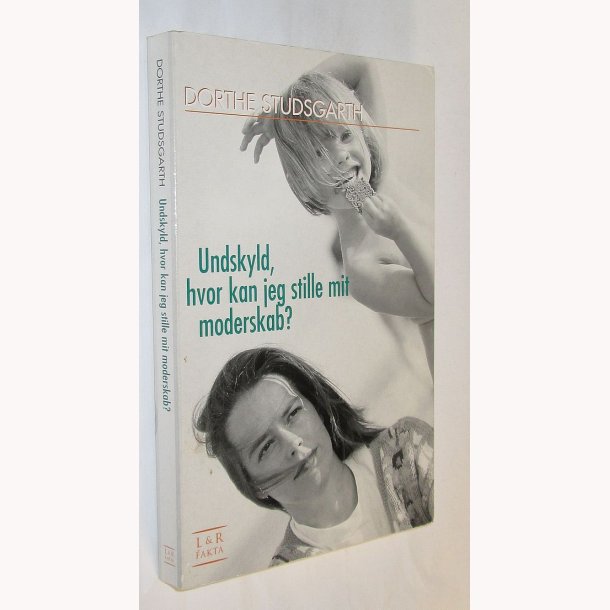 DORTHE STUDSGARTH
Undskyld,
hvor kan jeg stille mit
moderskab?
L & R
FAKTA
DORTHE STUDSGARTH Undskyld, hvor kan jeg stille mit moderskab?
L&R
FAKTA